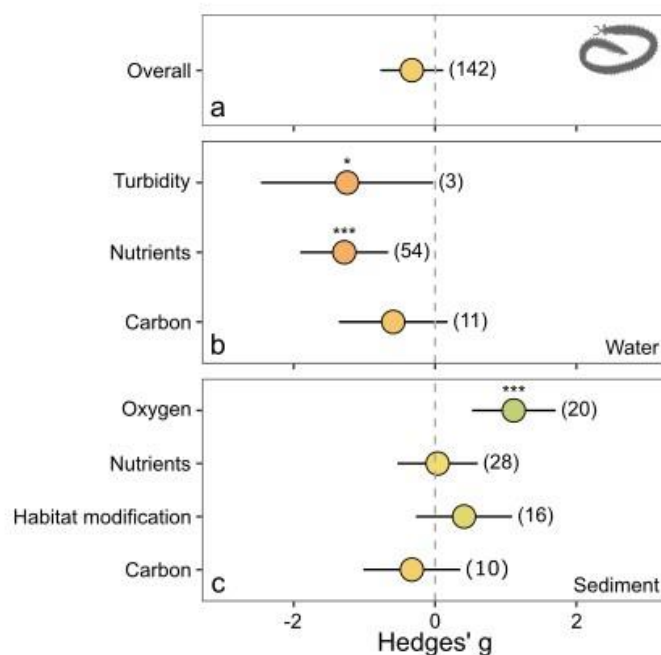 Overall
(142)
a
*
Turbidity
(3)
***
Nutrients
(54)
Carbon
(11)
b
Water
***
Oxygen
(20)
Nutrients
(28)
Habitat modification
(16)
Carbon
(10)
c
Sediment
-2
0
2
Hedges' g